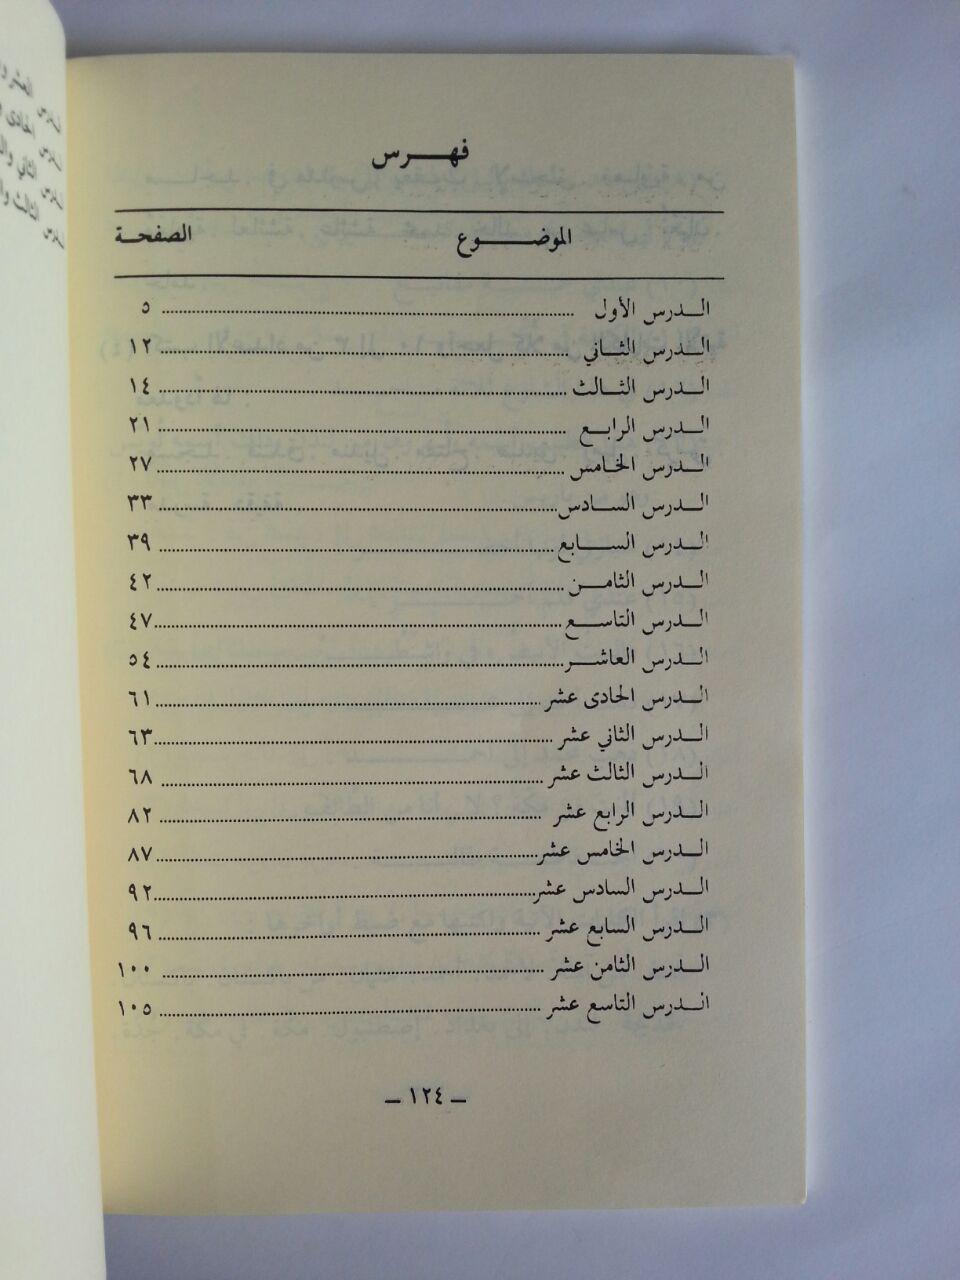 فهرس
الموضوع الصفحة
الدرس الأول ٥
الدرس الثاني ١٢
الدرس الثالث ١٤
الدرس الرابع ٢١
الدرس الخامس ٢٧
الدرس السادس ٣٣
الدرس السابع ٣٩
الدرس الثامن ٤٢
الدرس التاسع ٤٧
الدرس العاشر ٥٤
الدرس الحادى عشر ٦١
الدرس الثاني عشر ٦٣
الدرس الثالث عشر ٦٨
الدرس الرابع عشر ٨٢
الدرس الخامس عشر ٨٧
الدرس السادس عشر ٩٢
الدرس السابع عشر ٩٦
الدرس الثامن عشر ١٠٠
الدرس التاسع عشر ١٠٥
– ١٢٤ –